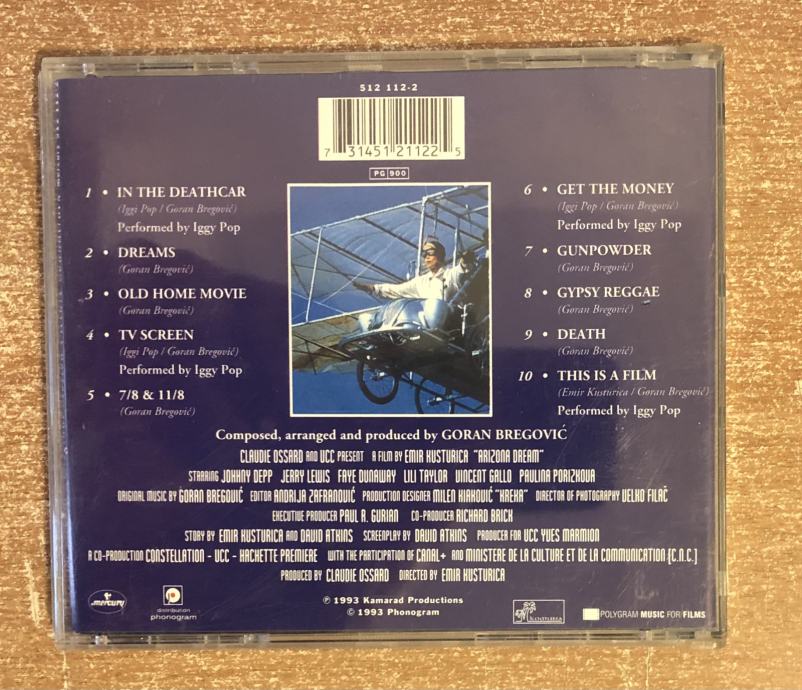 512 112-2
7 31451 21122 5
PG 900
1 • IN THE DEATHCAR
(Iggi Pop / Goran Bregović)
Performed by Iggy Pop
2 • DREAMS
(Goran Bregović)
3 • OLD HOME MOVIE
(Goran Bregović)
4 • TV SCREEN
(Iggi Pop / Goran Bregović)
Performed by Iggy Pop
5 • 7/8 & 11/8
(Goran Bregović)
6 • GET THE MONEY
(Iggi Pop / Goran Bregović)
Performed by Iggy Pop
7 • GUNPOWDER
(Goran Bregović)
8 • GYPSY REGGAE
(Goran Bregović)
9 • DEATH
(Goran Bregović)
10 • THIS IS A FILM
(Emir Kusturica / Goran Bregović)
Performed by Iggy Pop
Composed, arranged and produced by GORAN BREGOVIĆ
CLAUDIE OSSARD AND UCC PRESENT A FILM BY EMIR KUSTURICA "ARIZONA DREAM"
STARRING JOHNNY DEPP JERRY LEWIS FAYE DUNAWAY LILI TAYLOR VINCENT GALLO PAULINA PORIZKOVA
ORIGINAL MUSIC BY GORAN BREGOVIĆ EDITOR ANDRIJA ZAFRANOVIĆ PRODUCTION DESIGNER MILEN KLIAKOVIĆ "KREKA" DIRECTOR OF PHOTOGRAPHY VILKO FILAČ
EXECUTIVE PRODUCER PAUL R. GURIAN CO-PRODUCER RICHARD BRICK
STORY BY EMIR KUSTURICA AND DAVID ATKINS SCREENPLAY BY DAVID ATKINS PRODUCER FOR UCC YVES MARMION
A CO-PRODUCTION CONSTELLATION - UCC - HACHETTE PREMIERE WITH THE PARTICIPATION OF CANAL+ AND MINISTERE DE LA CULTURE ET DE LA COMMUNICATION (C.N.C.)
PRODUCED BY CLAUDIE OSSARD DIRECTED BY EMIR KUSTURICA
mercury
distribution
phonogram
℗ 1993 Kamarad Productions
© 1993 Phonogram
POLYGRAM MUSIC FOR FILMS